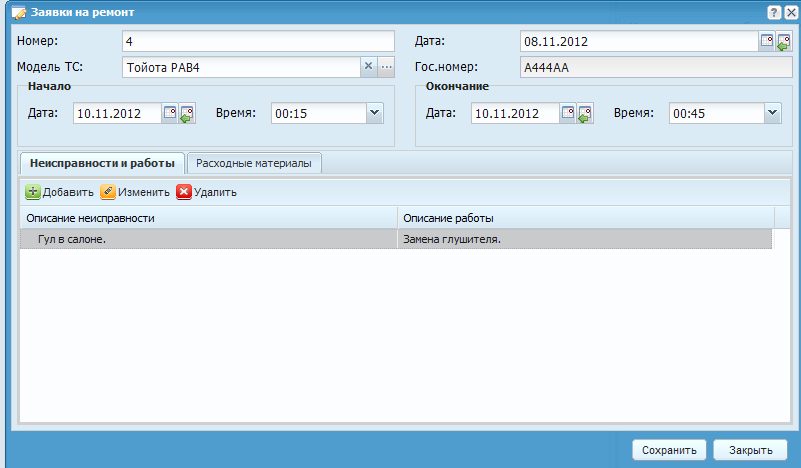 Заявки на ремонт
Номер: 4 Дата: 08.11.2012
Модель ТС: Тойота РАВ4 Гос.номер: А444АА
Начало Окончание
Дата: 10.11.2012 Время: 00:15 Дата: 10.11.2012 Время: 00:45
Неисправности и работы Расходные материалы
Добавить Изменить Удалить
Описание неисправности Описание работы
Гул в салоне. Замена глушителя.
Сохранить Закрыть